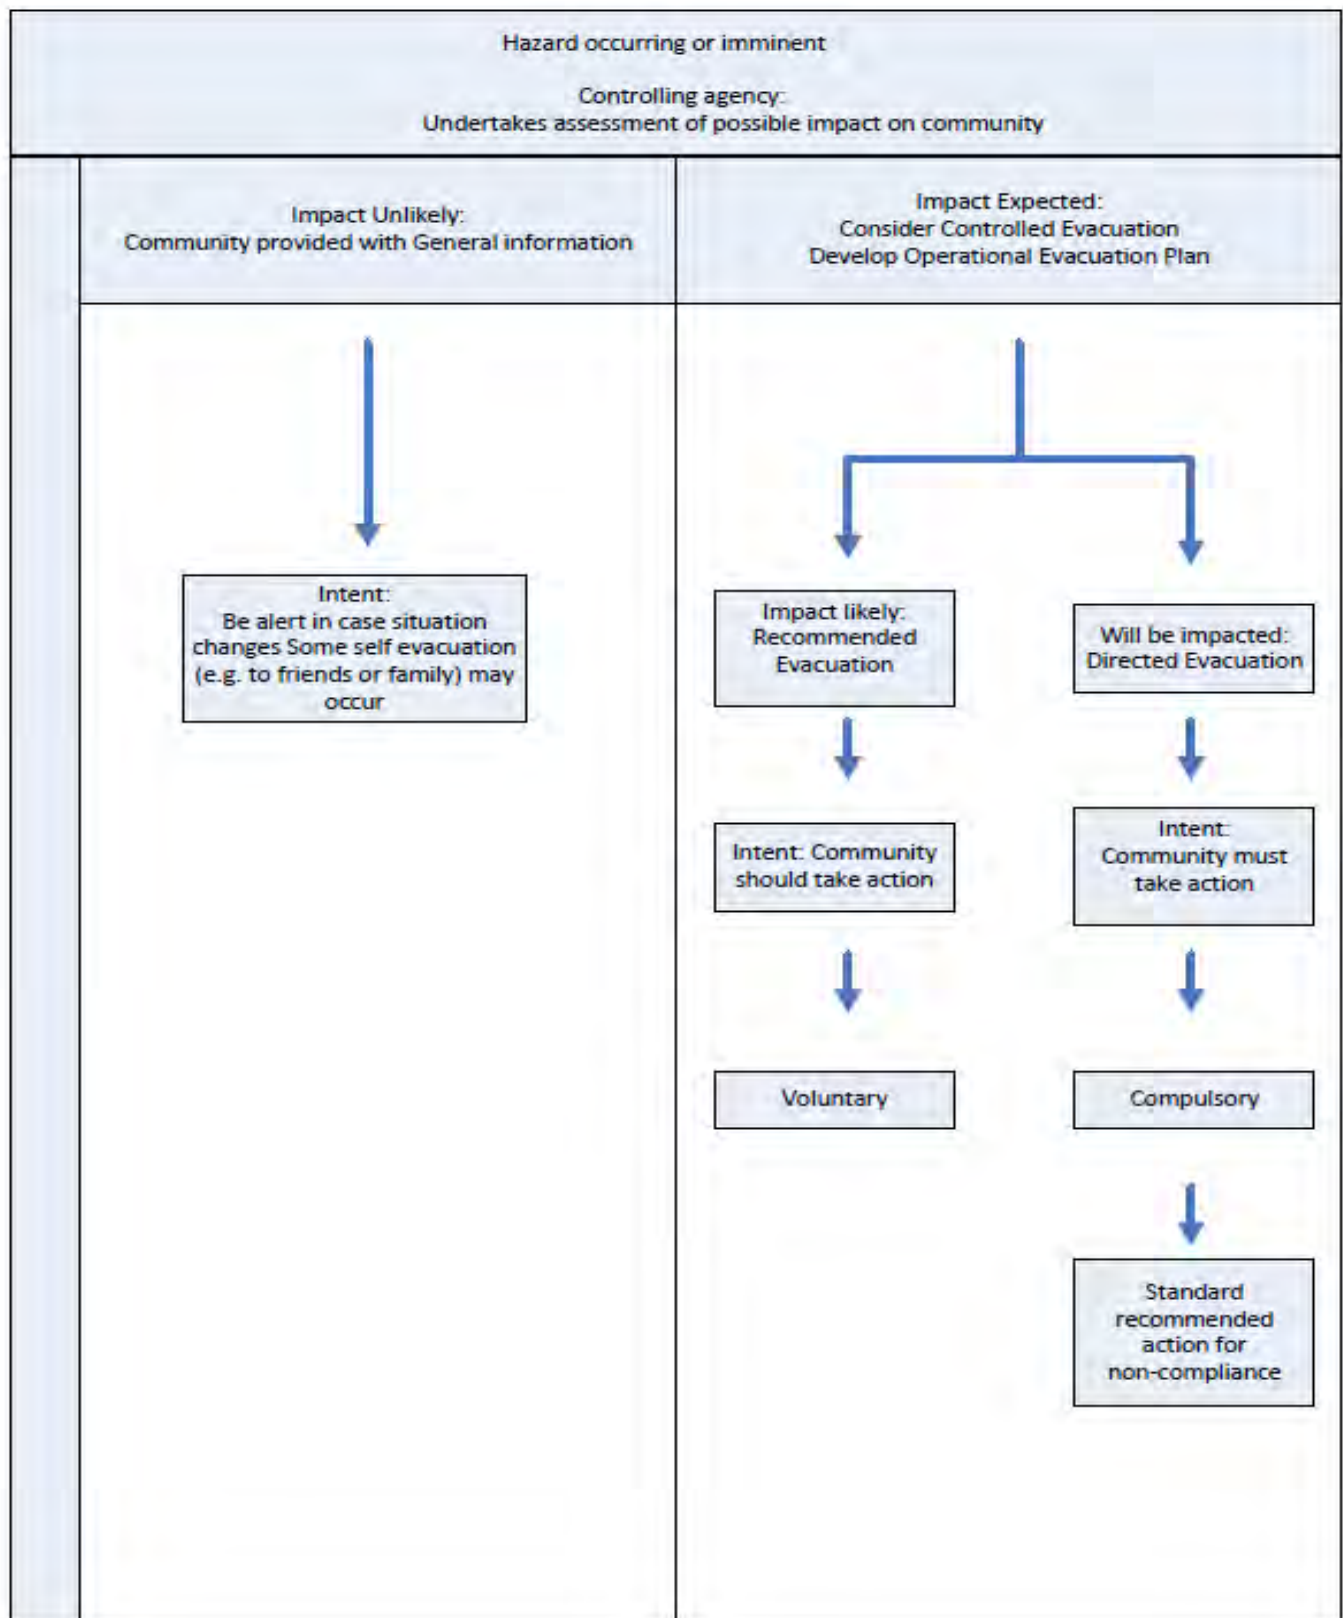 Hazard occurring or imminent
Controlling agency:
Undertakes assessment of possible impact on community
Impact Unlikely:
Community provided with General information
Impact Expected:
Consider Controlled Evacuation
Develop Operational Evacuation Plan
Intent:
Be alert in case situation
changes Some self evacuation
(e.g. to friends or family) may
occur
Impact likely:
Recommended
Evacuation
Will be impacted:
Directed Evacuation
Intent: Community
should take action
Intent:
Community must
take action
Voluntary
Compulsory
Standard
recommended
action for
non-compliance